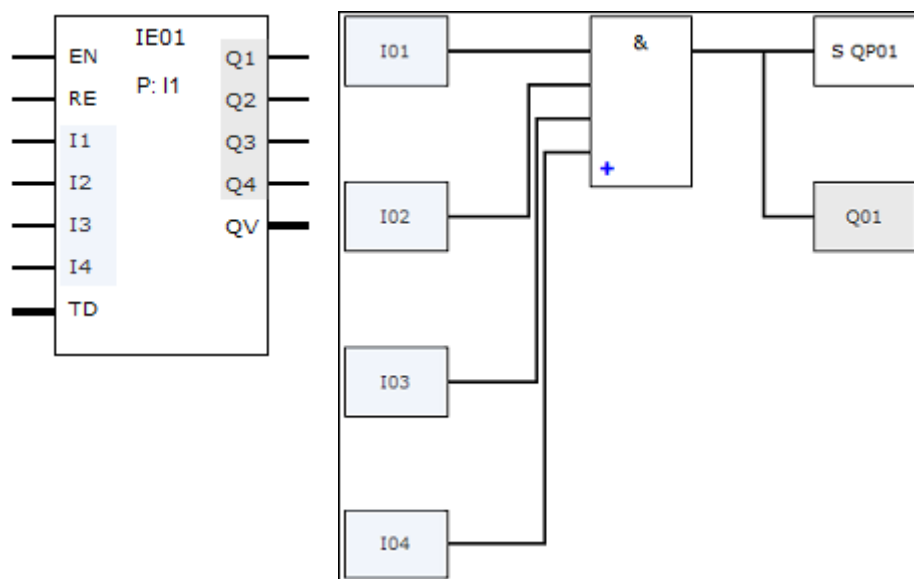 IE01
P: I1
EN
RE
I1
I2
I3
I4
TD
Q1
Q2
Q3
Q4
QV
I01
I02
I03
I04
&
+
S QP01
Q01